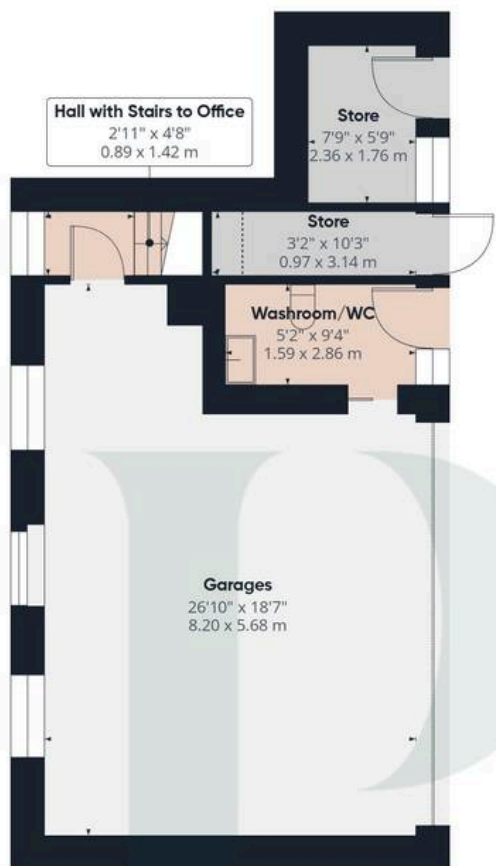 Hall with Stairs to Office
2'11" x 4'8"
0.89 x 1.42 m
Store
7'9" x 5'9"
2.36 x 1.76 m
Store
3'2" x 10'3"
0.97 x 3.14 m
Washroom/WC
5'2" x 9'4"
1.59 x 2.86 m
Garages
26'10" x 18'7"
8.20 x 5.68 m